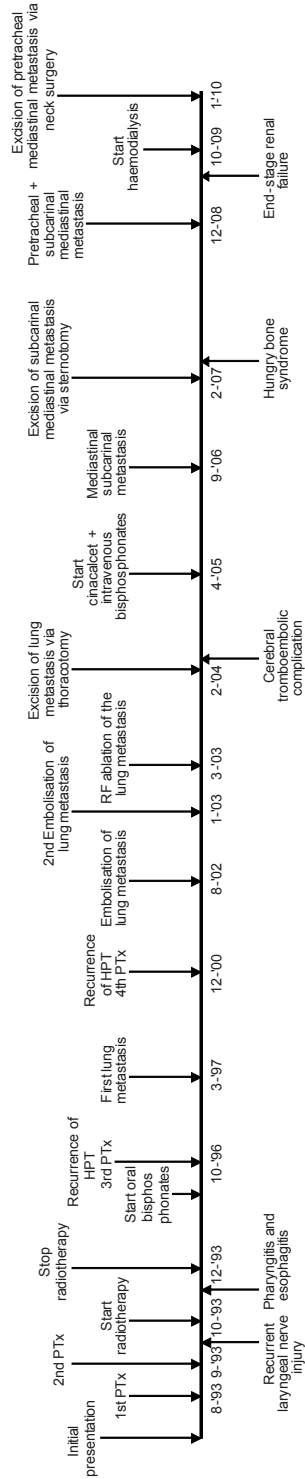 Initial
presentation
1st PTx
2nd PTx
Start
radiotherapy
Stop
radiotherapy
Start oral
bisphos
phonates
Recurrence of
HPT
3rd PTx
First lung
metastasis
Recurrence
of HPT
4th PTx
Embolisation of
lung metastasis
2nd Embolisation of
lung metastasis
RF ablation of the
lung metastasis
Excision of lung
metastasis via
thoracotomy
Start
cinacalcet +
intravenous
bisphosphonates
Mediastinal
subcarinal
metastasis
Excision of subcarinal
mediastinal metastasis
via sternotomy
Pretracheal +
subcarinal
mediastinal
metastasis
Start
haemodialysis
Excision of pretracheal
mediastinal metastasis via
neck surgery
8-'93 9-'93 10-'93 12-'93 10-'96 3-'97 12-'00 8-'02 1-'03 3-'03 2-'04 4-'05 9-'06 2-'07 12-'08 10-'09 1-'10
Recurrent
laryngeal nerve
injury
Pharyngitis and
esophagitis
Cerebral
tromboembolic
complication
Hungry bone
syndrome
End-stage renal
failure